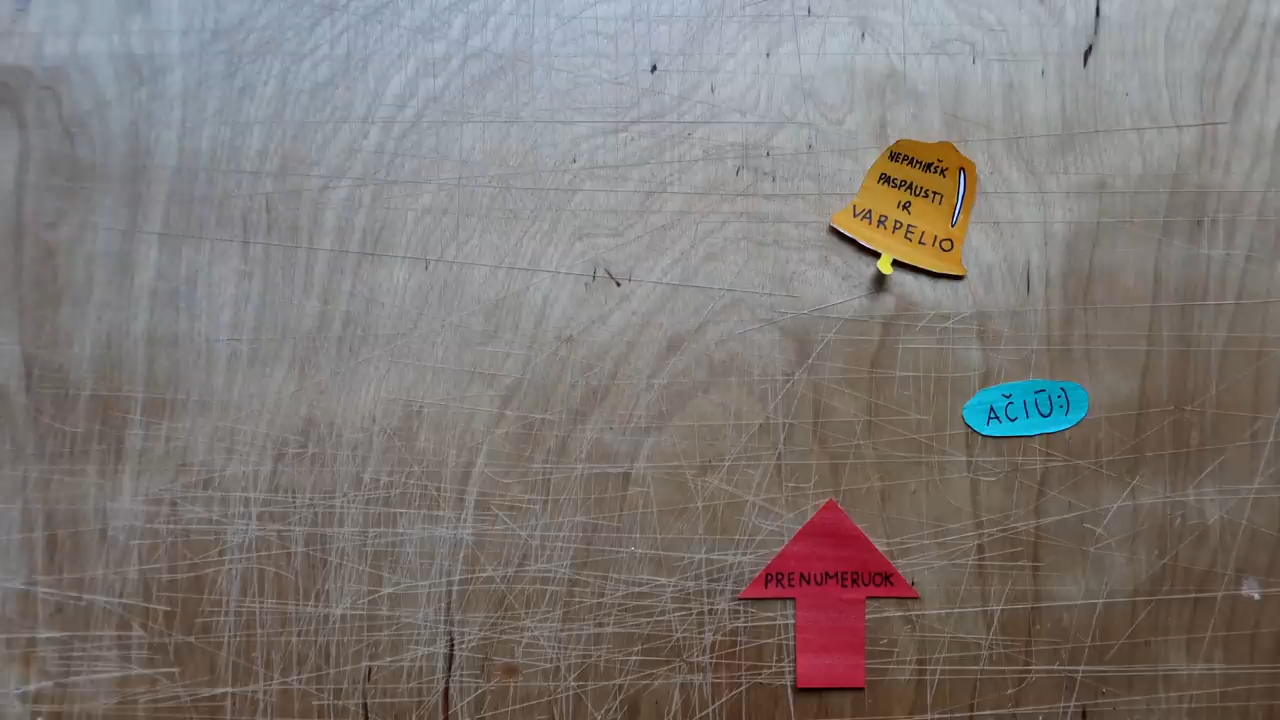 NEPAMIRŠK
PASPAUSTI
IR
VARPELIO
AČIŪ:)
PRENUMERUOK